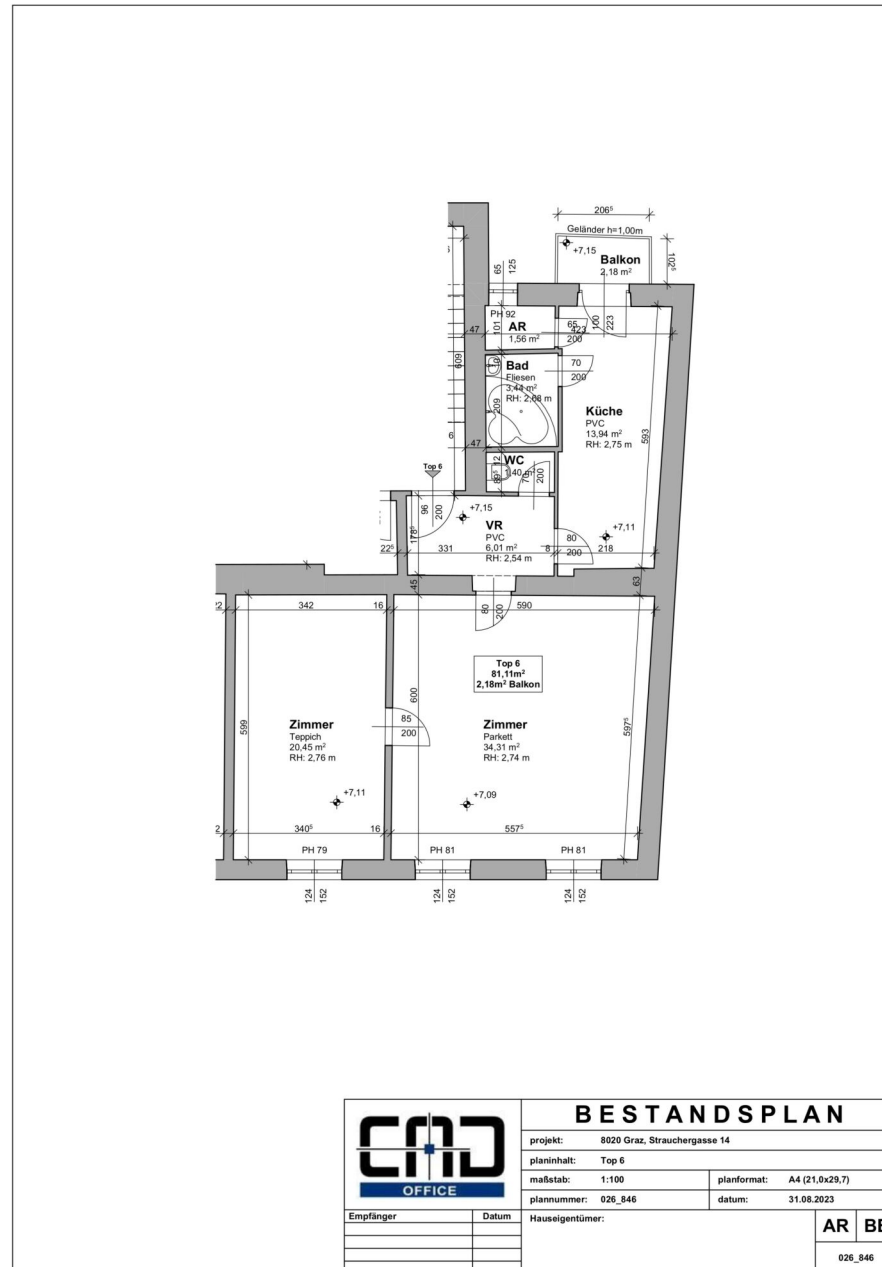 206⁵
Geländer h=1,00m
+7,15
Balkon
2,18 m²
102⁵
65
125
PH 92
AR
1,56 m²
101
47
65
200
423
100
223
609
10
Bad
Fliesen
3,44 m²
RH: 2,68 m
209
70
200
Küche
PVC
13,94 m²
RH: 2,75 m
593
6
47
12
WC
1,40 m²
89⁵
70
200
Top 6
96
200
+7,15
178⁵
VR
PVC
6,01 m²
RH: 2,54 m
+7,11
22⁵
331
8
80
200
218
45
63
342
16
80
200
590
Top 6
81,11m²
2,18m² Balkon
599
600
597⁵
Zimmer
Teppich
20,45 m²
RH: 2,76 m
85
200
Zimmer
Parkett
34,31 m²
RH: 2,74 m
+7,11
+7,09
2
340⁵
16
557⁵
PH 79
PH 81
PH 81
124
152
124
152
124
152
CAD
OFFICE
BESTANDSPLAN
projekt: 8020 Graz, Strauchergasse 14
planinhalt: Top 6
maßstab: 1:100 planformat: A4 (21,0x29,7)
plannummer: 026_846 datum: 31.08.2023
Empfänger Datum Hauseigentümer:
AR BE
026_846